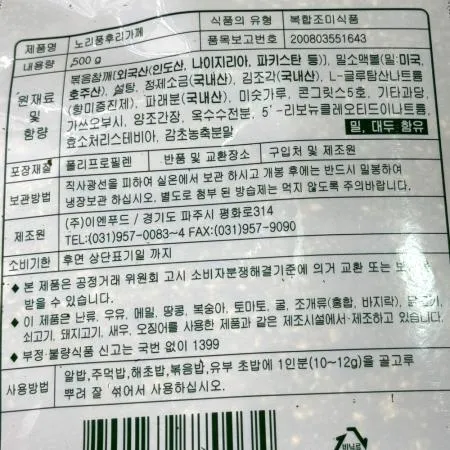 제품명 노리풍후리가께 식품의 유형 복합조미식품
내용량 500 g 품목보고번호 200803551643
원재료 및 함량
볶음참깨(외국산(인도산, 나이지리아, 파키스탄 등)), 밀소맥분(밀:미국,
호주산), 설탕, 정제소금(국내산), 김조각(국내산), L-글루탐산나트륨
(향미증진제), 파래분(국내산), 미숫가루, 콘그릿스65, 기타과당,
가쓰오부시, 양조간장, 옥수수전분, 5'-리보뉴클레오타이드이나트륨,
효소처리스테비아, 감초농축분말
밀, 대두 함유
포장재질 폴리프로필렌 반품 및 교환장소 구입처 및 제조원
보관방법 직사광선을 피하여 실온에서 보관 하시고 개봉 후에는 반드시 밀봉하여
냉장보관 하십시오. 별도로 첨부 된 방습제는 먹지 않도록 주의바랍니다.
제조원 (주)이엔푸드 / 경기도 파주시 평화로314
TEL:(031)957-0083~4 FAX:(031)957-9090
소비기한 후면 상단표기일 까지
◆ 본 제품은 공정거래 위원회 고시 소비자분쟁해결기준에 의거 교환 또는
받을 수 있습니다.
◆ 이 제품은 난류, 우유, 메밀, 땅콩, 복숭아, 토마토, 굴, 조개류(홍합, 바지락),
쇠고기, 돼지고기, 새우, 오징어를 사용한 제품과 같은 제조시설에서 제조하고 있습니다.
◆ 부정·불량식품 신고는 국번 없이 1399
사용방법 알밥,주먹밥,해초밥,볶음밥,유부 초밥에 1인분(10~12g)을 골고루
뿌려 잘 섞어서 사용하십시오.
비닐류